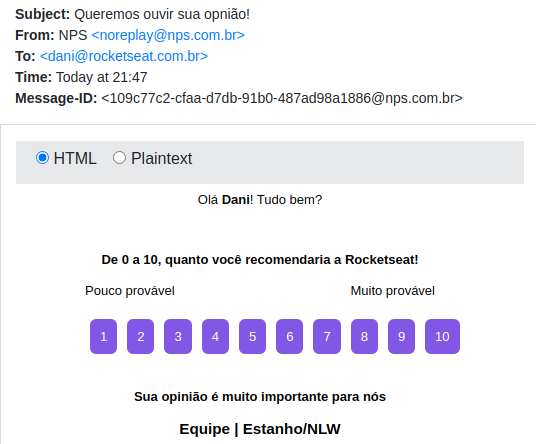 Subject: Queremos ouvir sua opnião!
From: NPS <noreplay@nps.com.br>
To: <dani@rocketseat.com.br>
Time: Today at 21:47
Message-ID: <109c77c2-cfaa-d7db-91b0-487ad98a1886@nps.com.br>
HTML Plaintext
Olá Dani! Tudo bem?
De 0 a 10, quanto você recomendaria a Rocketseat!
Pouco provável Muito provável
1 2 3 4 5 6 7 8 9 10
Sua opinião é muito importante para nós
Equipe | Estanho/NLW